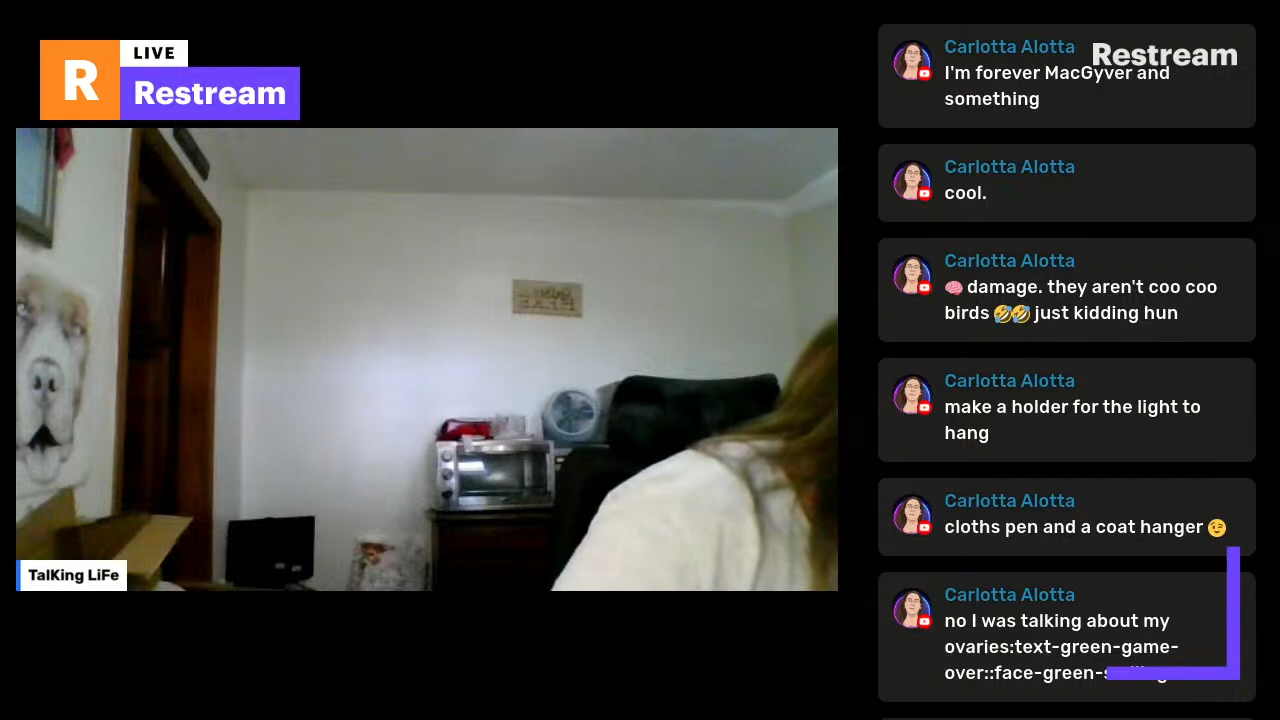 R
LIVE
Restream
Restream
Carlotta Alotta
I'm forever MacGyver and
something
Carlotta Alotta
cool.
Carlotta Alotta
🧠 damage. they aren't coo coo
birds 🤣🤣 just kidding hun
Carlotta Alotta
make a holder for the light to
hang
Carlotta Alotta
cloths pen and a coat hanger 😉
Carlotta Alotta
no I was talking about my
ovaries:text-green-game-
over::face-green-
TalKing LiFe